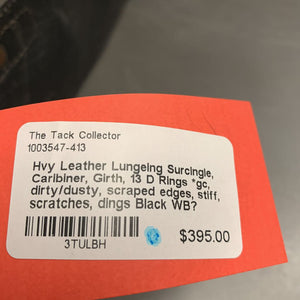 The Tack Collector
1003547-413
Hvy Leather Lungeing Surcingle,
Caribiner, Girth, 13 D Rings *gc,
dirty/dusty, scraped edges, stiff,
scratches, dings Black WB?
3TULBH
$395.00